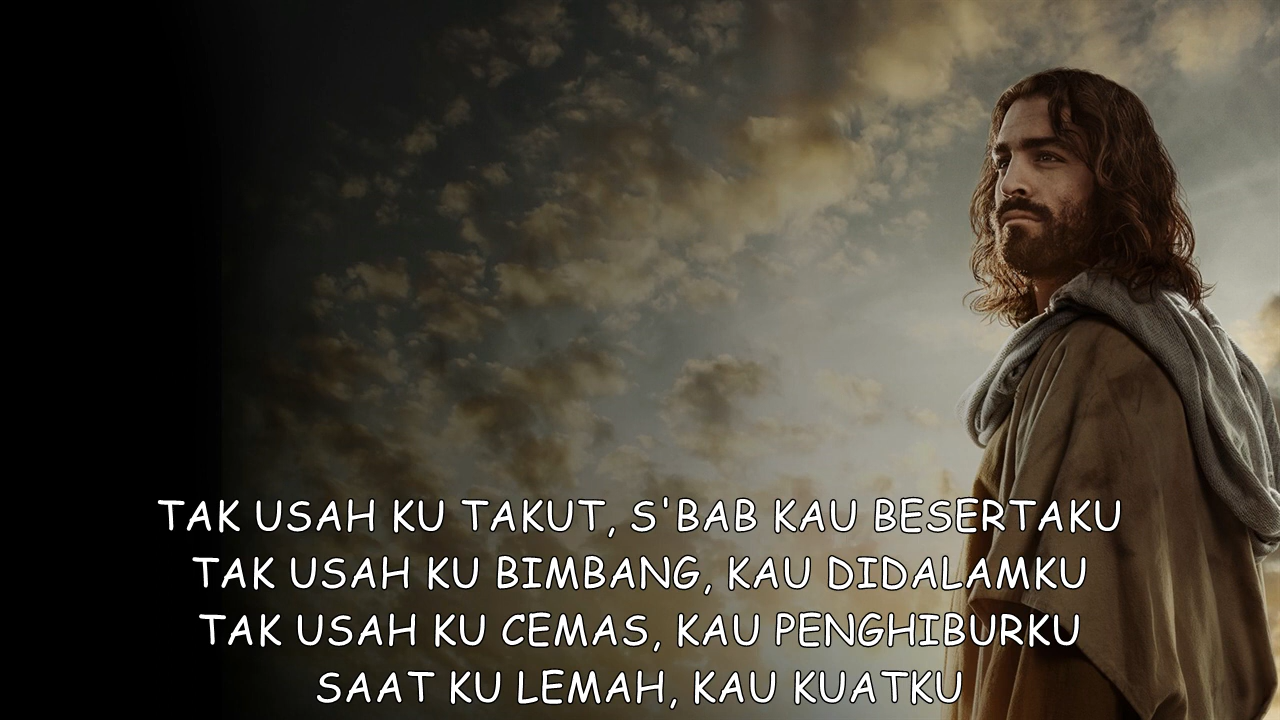 TAK USAH KU TAKUT, S'BAB KAU BESERTAKU
TAK USAH KU BIMBANG, KAU DIDALAMKU
TAK USAH KU CEMAS, KAU PENGHIBURKU
SAAT KU LEMAH, KAU KUATKU